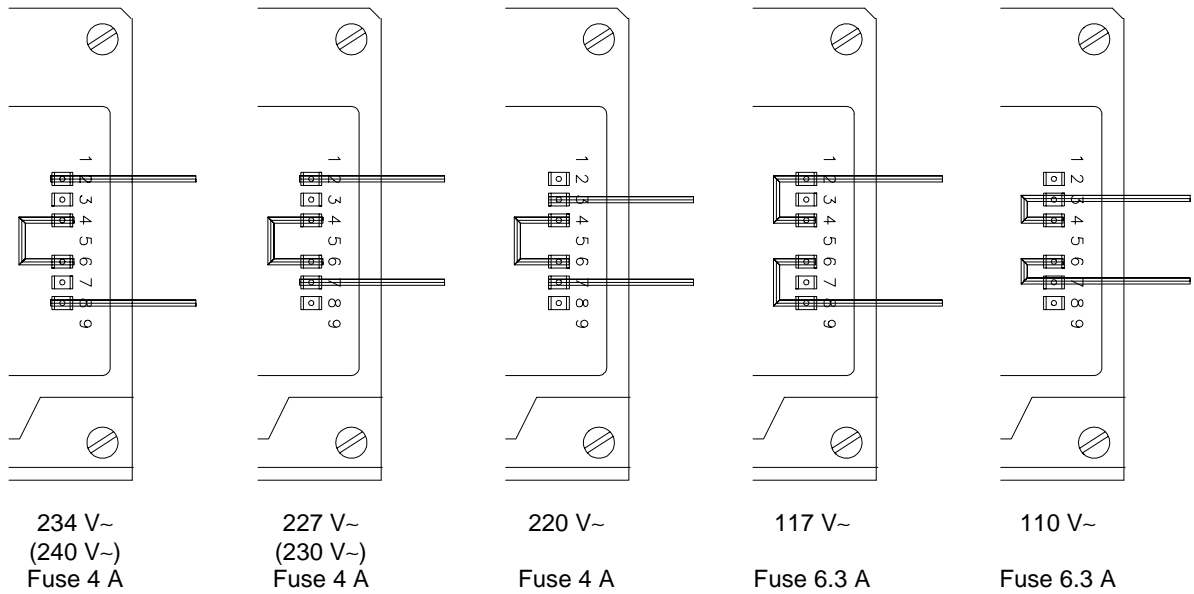 1 1 1 1 1
2 2 2 2 2
3 3 3 3 3
4 4 4 4 4
5 5 5 5 5
6 6 6 6 6
7 7 7 7 7
8 8 8 8 8
9 9 9 9 9
234 V~ 227 V~ 220 V~ 117 V~ 110 V~
(240 V~) (230 V~)
Fuse 4 A Fuse 4 A Fuse 4 A Fuse 6.3 A Fuse 6.3 A